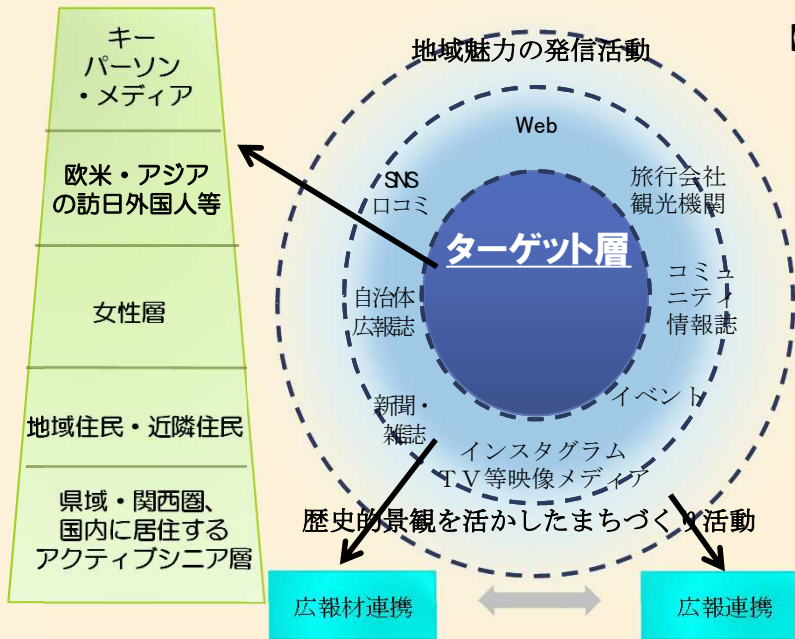 キー
パーソン
・メディア
欧米・アジア
の訪日外国人等
女性層
地域住民・近隣住民
県域・関西圏、
国内に居住する
アクティブシニア層
地域魅力の発信活動
Web
SNS
口コミ
旅行会社
観光機関
ターゲット層
自治体
広報誌
コミュ
ニティ
情報誌
新聞・
雑誌
イベント
インスタグラム
TV等映像メディア
歴史的景観を活かしたまちづくり活動
広報材連携
広報連携